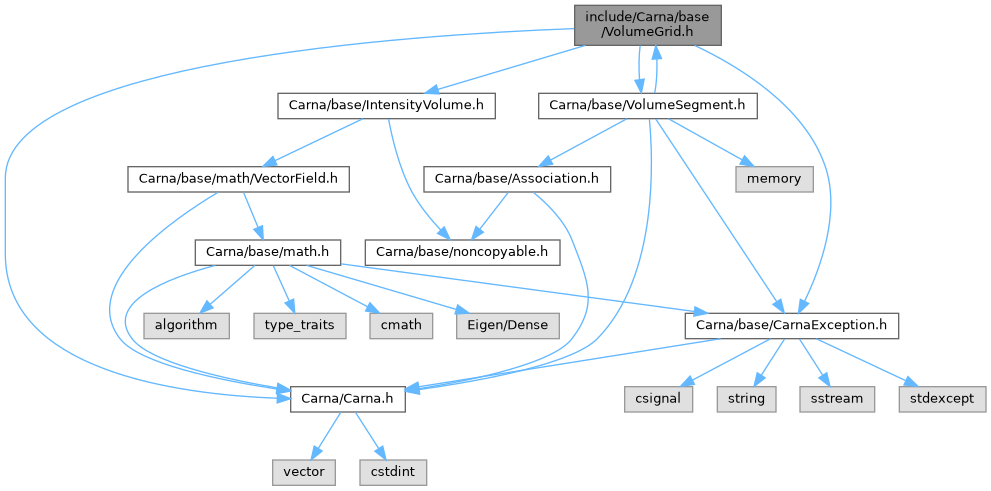 include/Carna/base
/VolumeGrid.h
Carna/base/IntensityVolume.h
Carna/base/VolumeSegment.h
Carna/base/math/VectorField.h
Carna/base/Association.h
memory
Carna/base/math.h
Carna/base/noncopyable.h
algorithm
type_traits
cmath
Eigen/Dense
Carna/base/CarnaException.h
Carna/Carna.h
csignal
string
sstream
stdexcept
vector
cstdint